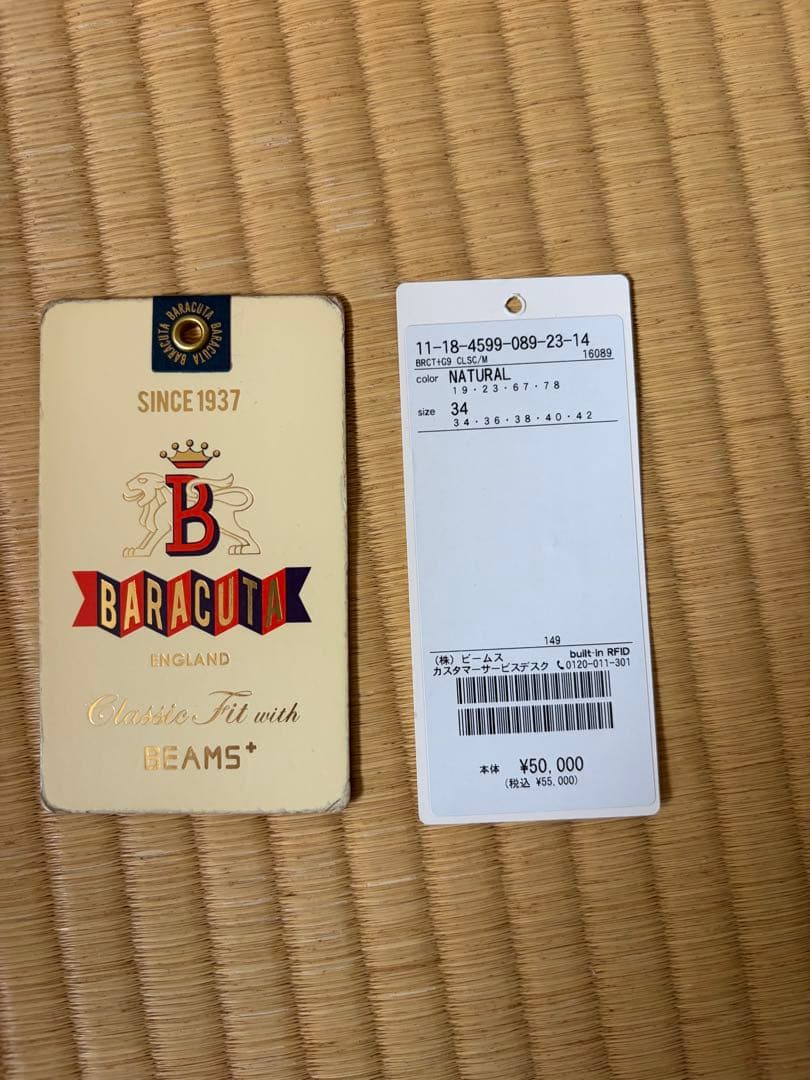 BARACUTA BARACUTA BARACUTA
SINCE 1937
B
BARACUTA
ENGLAND
Classic Fit with
BEAMS+
11-18-4599-089-23-14
BRCT+G9 CLSC/M 16089
color NATURAL
19・23・67・78
size 34
34・36・38・40・42
149
(株) ビームス built-in RFID
カスタマーサービスデスク 0120-011-301
本体 ¥50,000
(税込 ¥55,000)